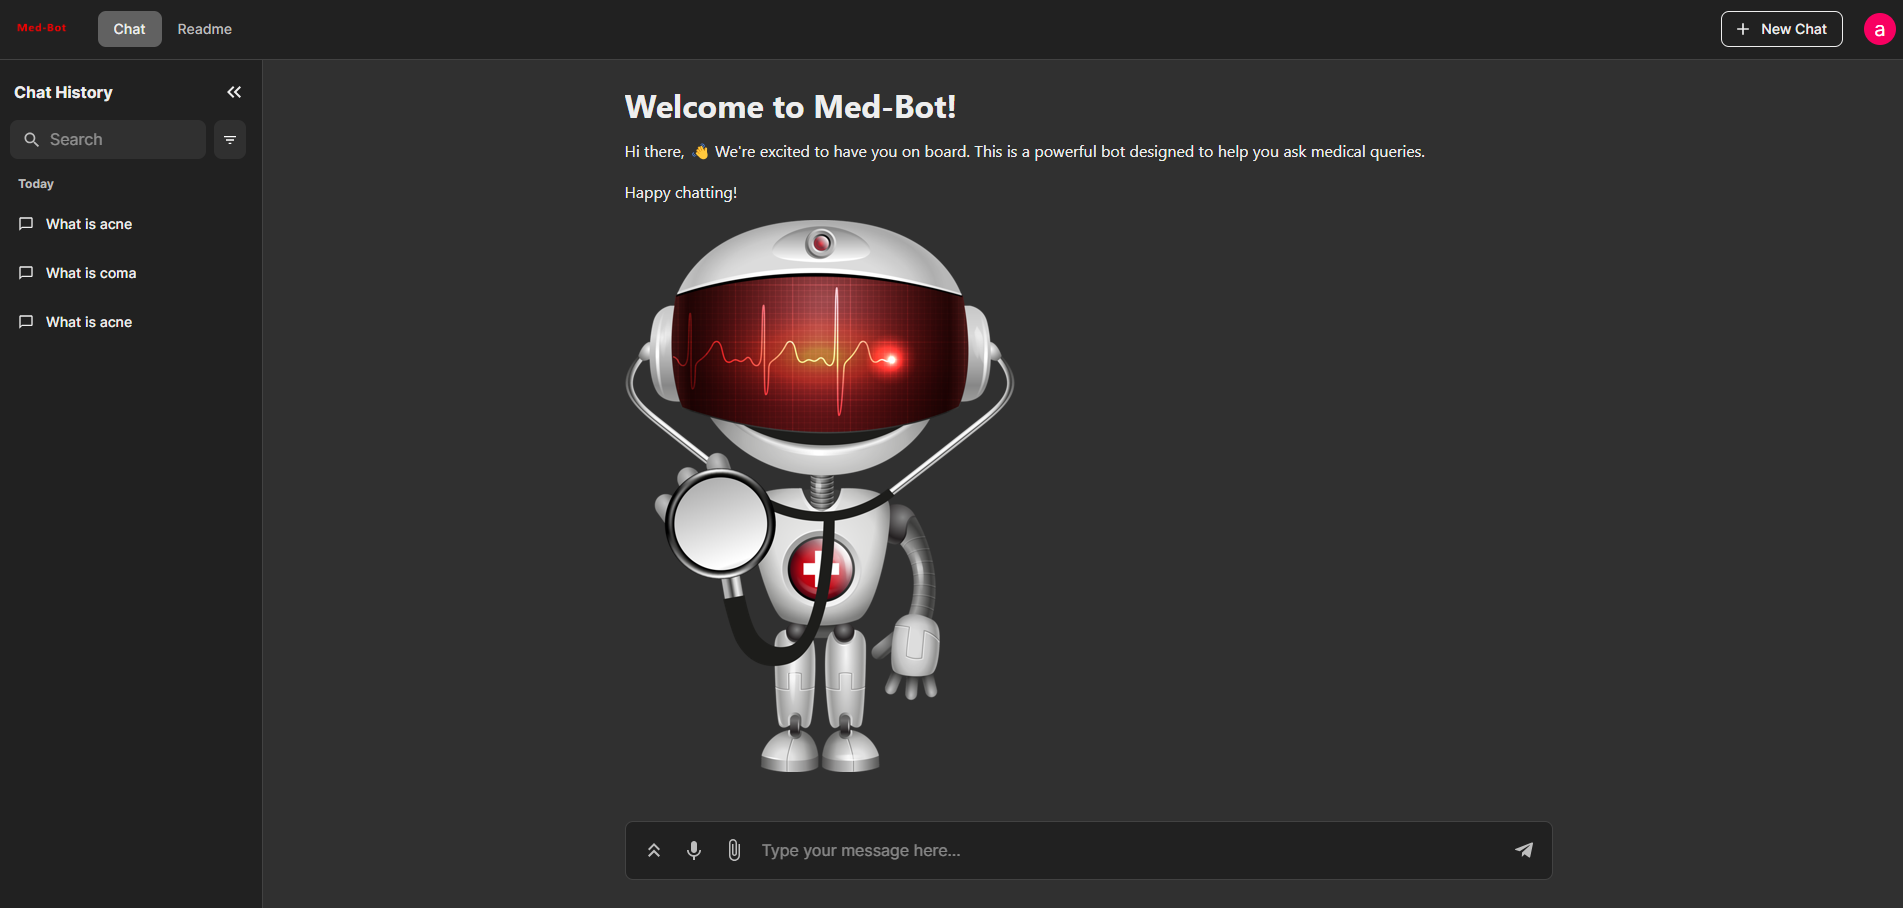 Med-Bot
Chat
Readme
New Chat
a
Chat History
Search
Today
What is acne
What is coma
What is acne
Welcome to Med-Bot!
Hi there, 👋 We're excited to have you on board. This is a powerful bot designed to help you ask medical queries.
Happy chatting!
Type your message here...